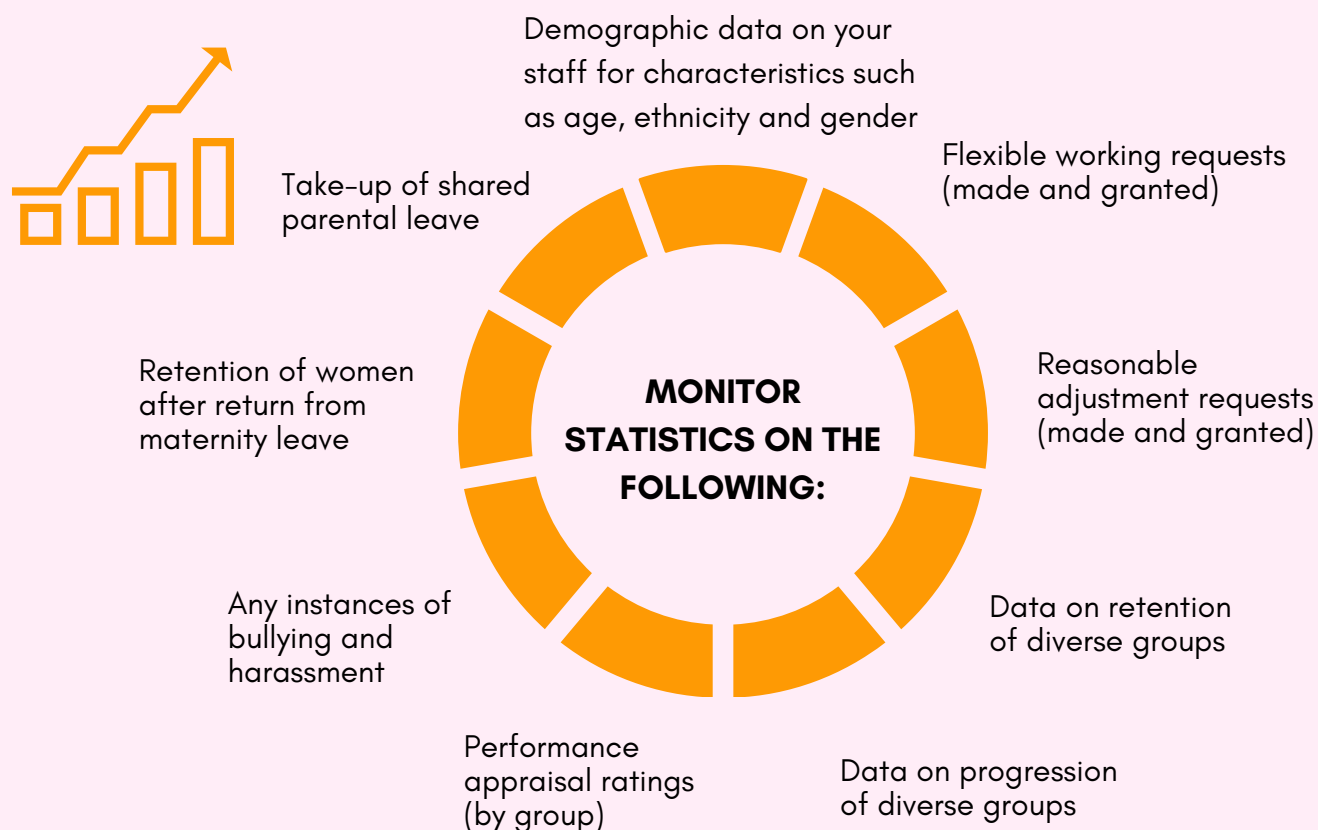 Demographic data on your
staff for characteristics such
as age, ethnicity and gender
Flexible working requests
(made and granted)
Reasonable
adjustment requests
(made and granted)
Data on retention
of diverse groups
Data on progression
of diverse groups
Performance
appraisal ratings
(by group)
Any instances of
bullying and
harassment
Retention of women
after return from
maternity leave
Take-up of shared
parental leave
MONITOR
STATISTICS ON THE
FOLLOWING: